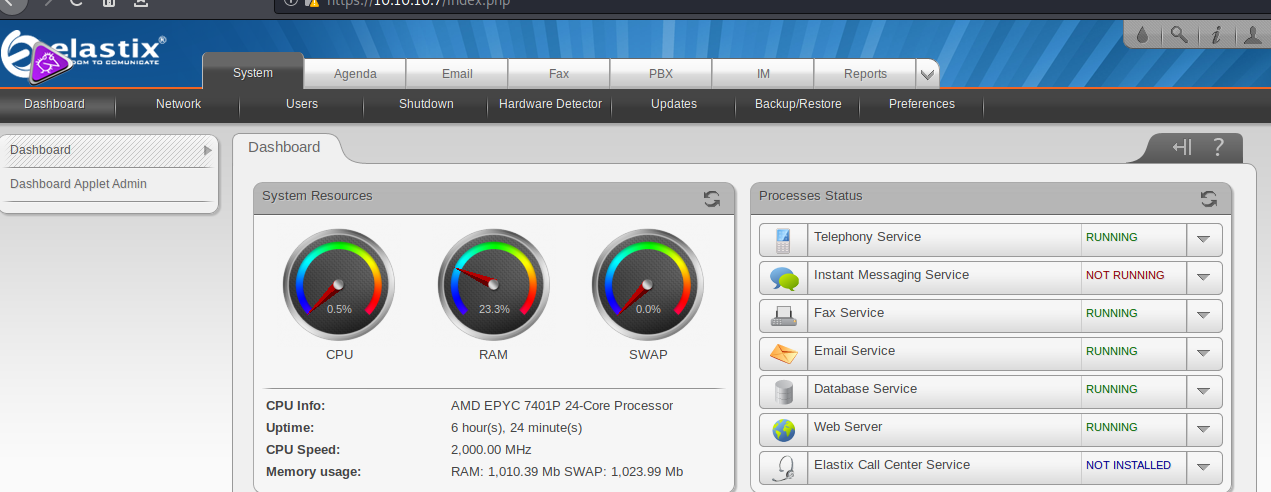 https://10.10.10.7/index.php
elastix®
DOM TO COMUNICATE
System
Agenda
Email
Fax
PBX
IM
Reports
Dashboard
Network
Users
Shutdown
Hardware Detector
Updates
Backup/Restore
Preferences
Dashboard
Dashboard Applet Admin
Dashboard
?
System Resources
0.5%
23.3%
0.0%
CPU
RAM
SWAP
CPU Info: AMD EPYC 7401P 24-Core Processor
Uptime: 6 hour(s), 24 minute(s)
CPU Speed: 2,000.00 MHz
Memory usage: RAM: 1,010.39 Mb SWAP: 1,023.99 Mb
Processes Status
Telephony Service RUNNING
Instant Messaging Service NOT RUNNING
Fax Service RUNNING
Email Service RUNNING
Database Service RUNNING
Web Server RUNNING
Elastix Call Center Service NOT INSTALLED